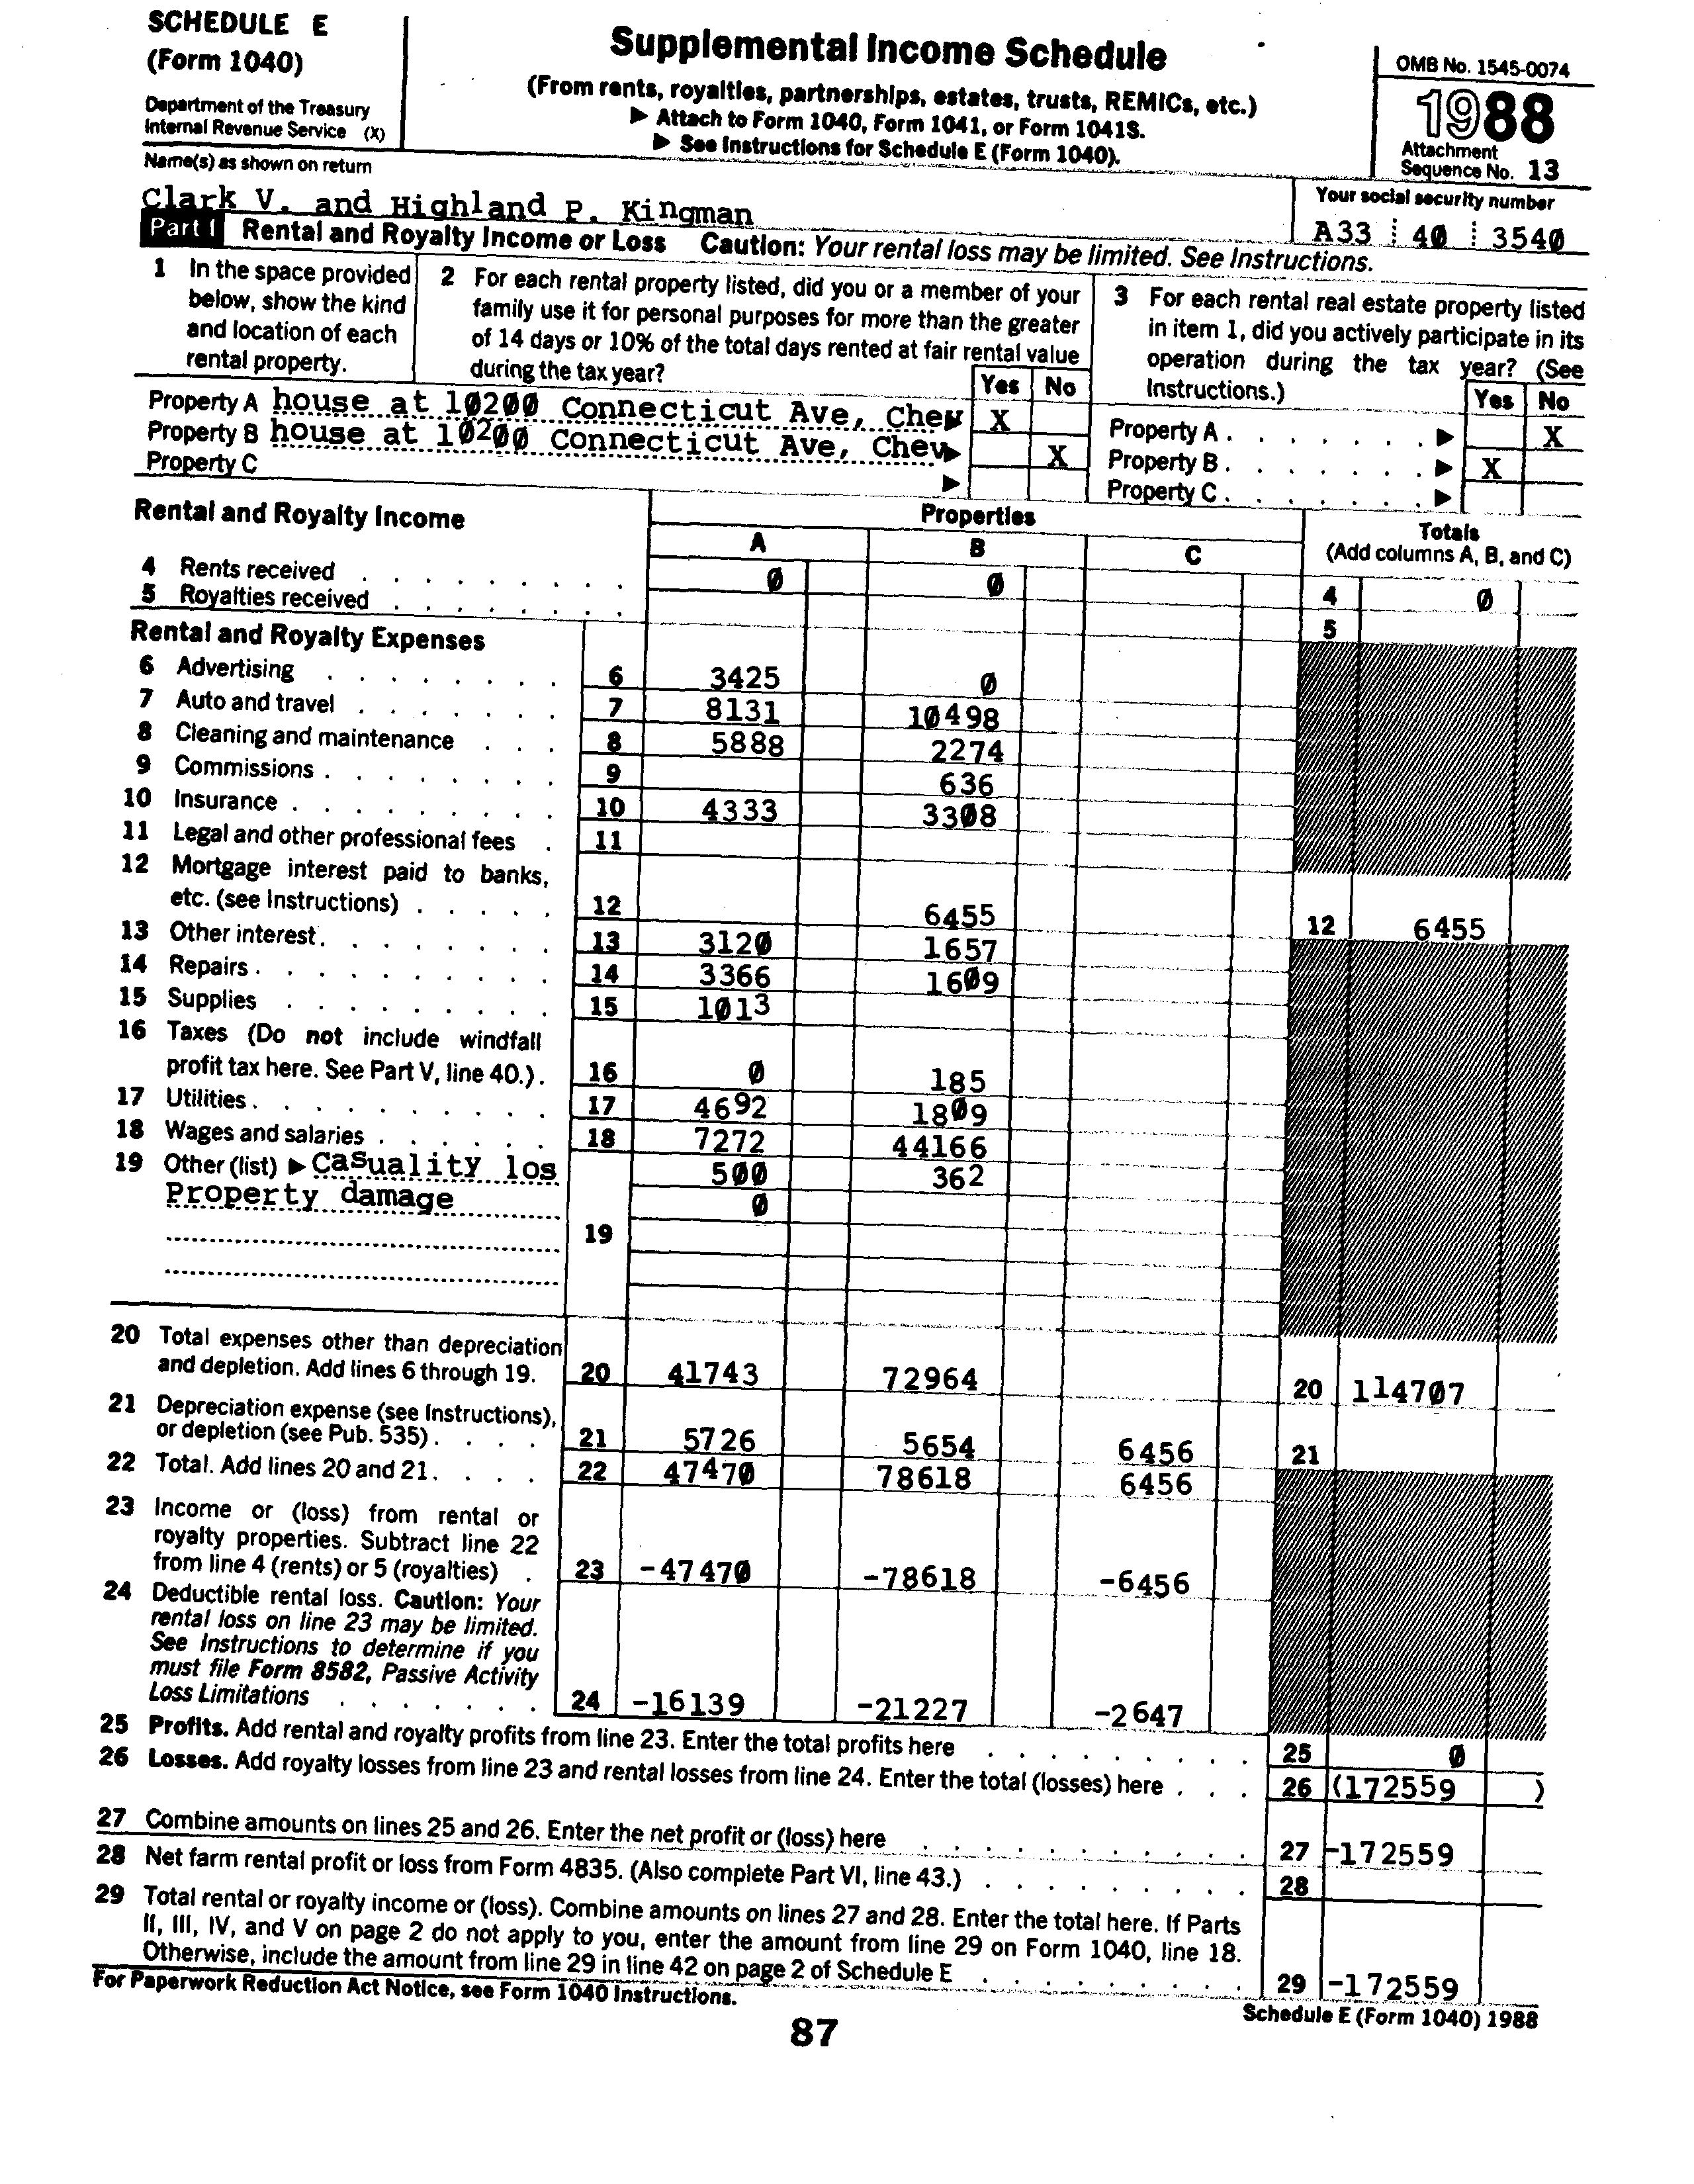 SCHEDULE E
(Form 1040)
Department of the Treasury
Internal Revenue Service (X)
Supplemental Income Schedule
(From rents, royalties, partnerships, estates, trusts, REMICs, etc.)
▶ Attach to Form 1040, Form 1041, or Form 1041S.
▶ See Instructions for Schedule E (Form 1040).
OMB No. 1545-0074
1988
Attachment
Sequence No. 13
Name(s) as shown on return
Clark V. and Highland P. Kingman
Your social security number
A33 40 3540
Part I Rental and Royalty Income or Loss Caution: Your rental loss may be limited. See Instructions.
1 In the space provided
below, show the kind
and location of each
rental property.
2 For each rental property listed, did you or a member of your
family use it for personal purposes for more than the greater
of 14 days or 10% of the total days rented at fair rental value
during the tax year?
Yes No
3 For each rental real estate property listed
in item 1, did you actively participate in its
operation during the tax year? (See
Instructions.)
Yes No
Property A house at 10200 Connecticut Ave, Chev X
Property B house at 10200 Connecticut Ave, Chev▶ X
Property C ▶
Property A . . . . . . . ▶ X
Property B . . . . . . . ▶ X
Property C . . . . . . . ▶
Rental and Royalty Income
Properties
A B C
Totals
(Add columns A, B, and C)
4 Rents received 0 0 4 0
5 Royalties received 5
Rental and Royalty Expenses
6 Advertising 6 3425 0
7 Auto and travel 7 8131 10498
8 Cleaning and maintenance 8 5888 2274
9 Commissions 9 636
10 Insurance 10 4333 3308
11 Legal and other professional fees 11
12 Mortgage interest paid to banks,
etc. (see Instructions) 12 6455 12 6455
13 Other interest 13 3120 1657
14 Repairs 14 3366 1609
15 Supplies 15 1013
16 Taxes (Do not include windfall
profit tax here. See Part V, line 40.) 16 0 185
17 Utilities 17 4692 1809
18 Wages and salaries 18 7272 44166
19 Other (list) ▶ Casuality los 500 362
Property damage 0
19
20 Total expenses other than depreciation
and depletion. Add lines 6 through 19. 20 41743 72964 20 114707
21 Depreciation expense (see Instructions),
or depletion (see Pub. 535) 21 5726 5654 6456 21
22 Total. Add lines 20 and 21 22 47470 78618 6456
23 Income or (loss) from rental or
royalty properties. Subtract line 22
from line 4 (rents) or 5 (royalties) 23 -47470 -78618 -6456
24 Deductible rental loss. Caution: Your
rental loss on line 23 may be limited.
See Instructions to determine if you
must file Form 8582, Passive Activity
Loss Limitations 24 -16139 -21227 -2647
25 Profits. Add rental and royalty profits from line 23. Enter the total profits here 25 0
26 Losses. Add royalty losses from line 23 and rental losses from line 24. Enter the total (losses) here 26 (172559 )
27 Combine amounts on lines 25 and 26. Enter the net profit or (loss) here 27 -172559
28 Net farm rental profit or loss from Form 4835. (Also complete Part VI, line 43.) 28
29 Total rental or royalty income or (loss). Combine amounts on lines 27 and 28. Enter the total here. If Parts
II, III, IV, and V on page 2 do not apply to you, enter the amount from line 29 on Form 1040, line 18.
Otherwise, include the amount from line 29 in line 42 on page 2 of Schedule E 29 -172559
For Paperwork Reduction Act Notice, see Form 1040 Instructions.
Schedule E (Form 1040) 1988
87